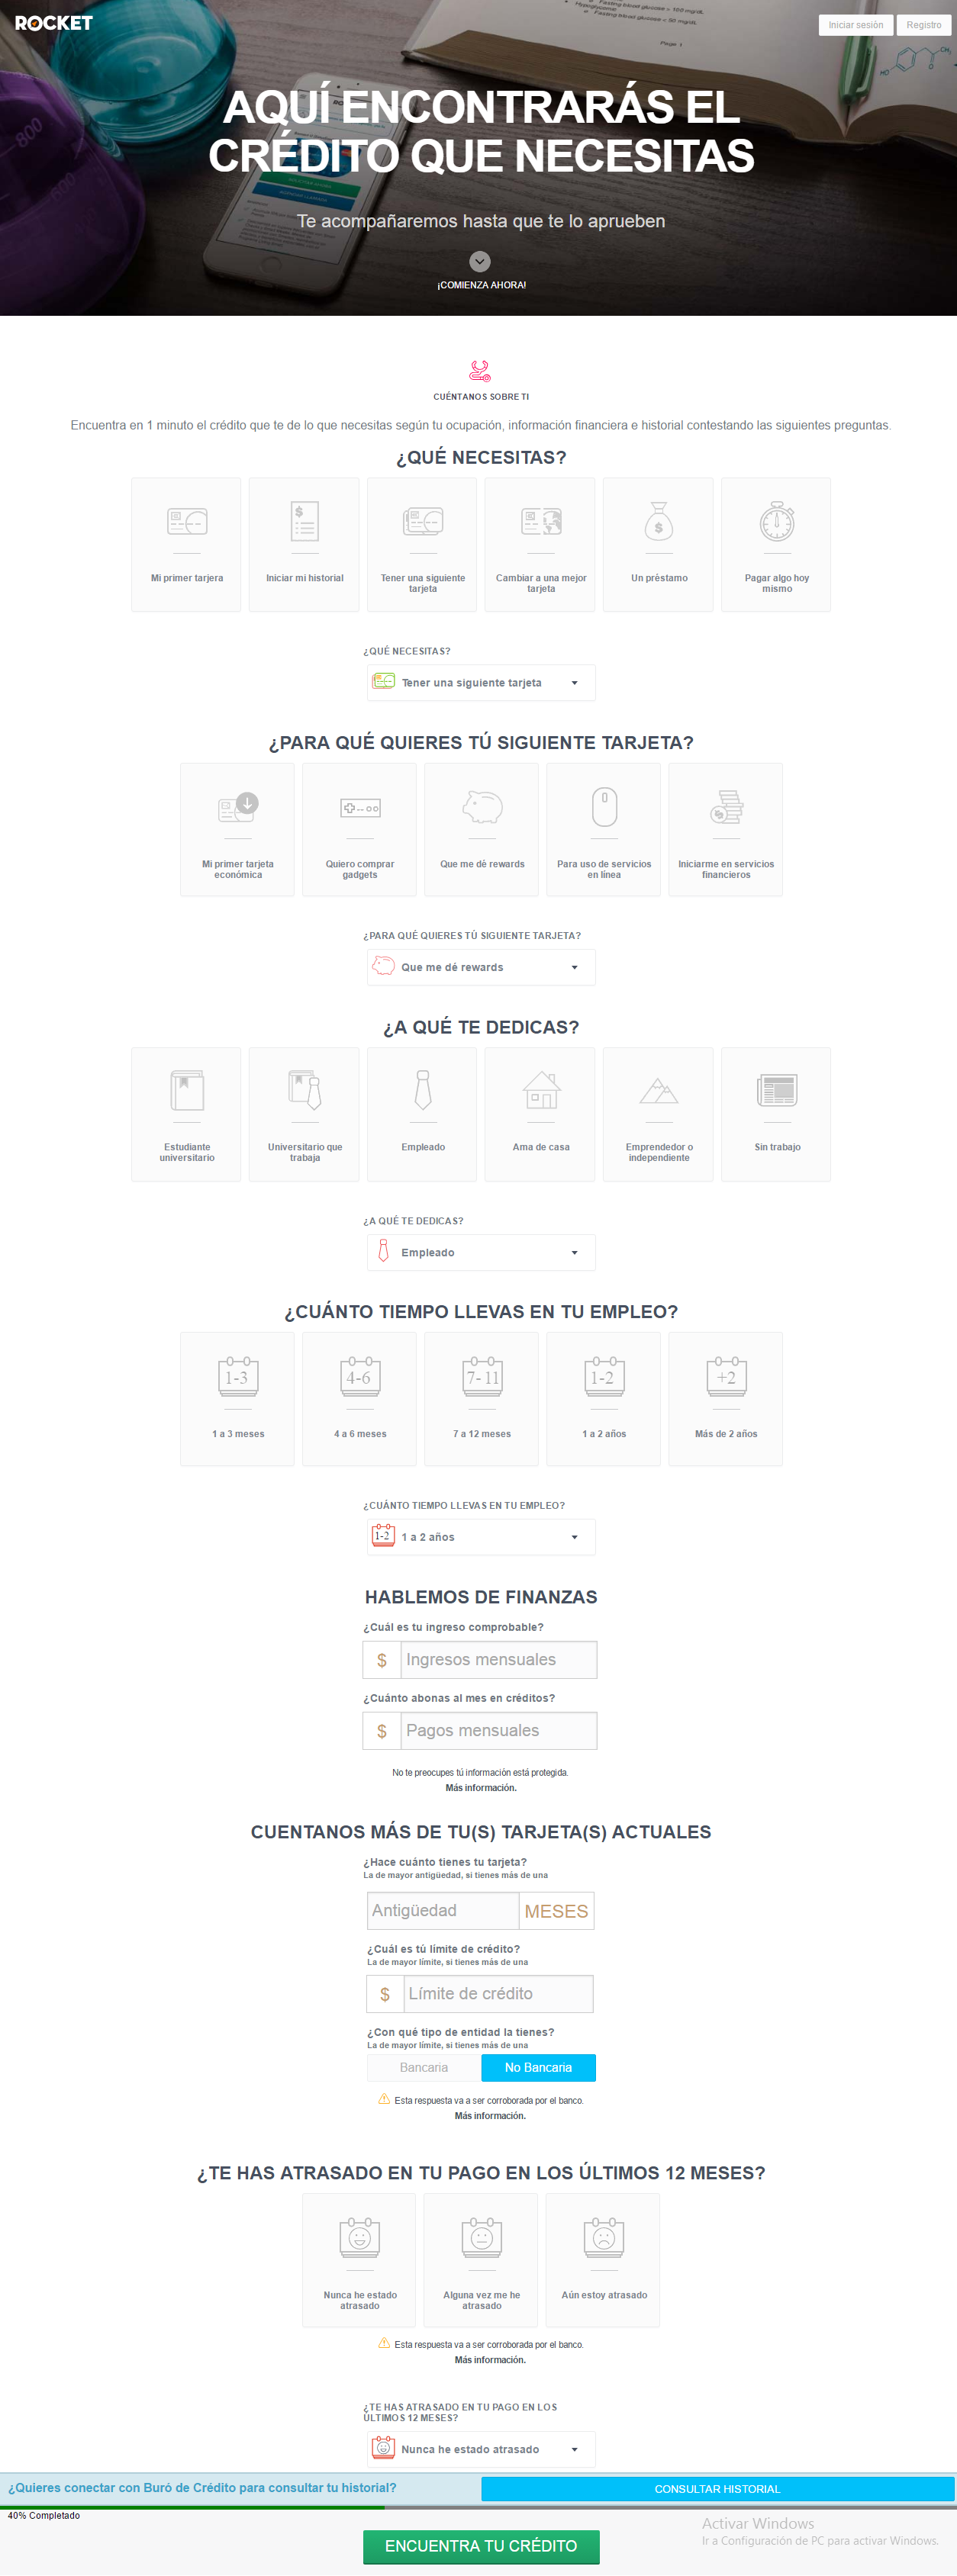 ROCKET
Iniciar sesión
Registro
Fasting blood glucose
Hypoglycemia
Fasting blood glucose < 50 mg/dL
Page 1
800
600
AQUÍ ENCONTRARÁS EL
CRÉDITO QUE NECESITAS
Te acompañaremos hasta que te lo aprueben
¡COMIENZA AHORA!
CUÉNTANOS SOBRE TI
Encuentra en 1 minuto el crédito que te de lo que necesitas según tu ocupación, información financiera e historial contestando las siguientes preguntas.
¿QUÉ NECESITAS?
Mi primer tarjera
Iniciar mi historial
Tener una siguiente
tarjeta
Cambiar a una mejor
tarjeta
Un préstamo
Pagar algo hoy
mismo
¿QUÉ NECESITAS?
Tener una siguiente tarjeta
¿PARA QUÉ QUIERES TÚ SIGUIENTE TARJETA?
Mi primer tarjeta
económica
Quiero comprar
gadgets
Que me dé rewards
Para uso de servicios
en línea
Iniciarme en servicios
financieros
¿PARA QUÉ QUIERES TÚ SIGUIENTE TARJETA?
Que me dé rewards
¿A QUÉ TE DEDICAS?
Estudiante
universitario
Universitario que
trabaja
Empleado
Ama de casa
Emprendedor o
independiente
Sin trabajo
¿A QUÉ TE DEDICAS?
Empleado
¿CUÁNTO TIEMPO LLEVAS EN TU EMPLEO?
1-3
4-6
7-11
1-2
+2
1 a 3 meses
4 a 6 meses
7 a 12 meses
1 a 2 años
Más de 2 años
¿CUÁNTO TIEMPO LLEVAS EN TU EMPLEO?
1-2
1 a 2 años
HABLEMOS DE FINANZAS
¿Cuál es tu ingreso comprobable?
$ Ingresos mensuales
¿Cuánto abonas al mes en créditos?
$ Pagos mensuales
No te preocupes tú información está protegida.
Más información.
CUENTANOS MÁS DE TU(S) TARJETA(S) ACTUALES
¿Hace cuánto tienes tu tarjeta?
La de mayor antigüedad, si tienes más de una
Antigüedad MESES
¿Cuál es tú límite de crédito?
La de mayor límite, si tienes más de una
$ Límite de crédito
¿Con qué tipo de entidad la tienes?
La de mayor límite, si tienes más de una
Bancaria
No Bancaria
Esta respuesta va a ser corroborada por el banco.
Más información.
¿TE HAS ATRASADO EN TU PAGO EN LOS ÚLTIMOS 12 MESES?
Nunca he estado
atrasado
Alguna vez me he
atrasado
Aún estoy atrasado
Esta respuesta va a ser corroborada por el banco.
Más información.
¿TE HAS ATRASADO EN TU PAGO EN LOS
ÚLTIMOS 12 MESES?
Nunca he estado atrasado
¿Quieres conectar con Buró de Crédito para consultar tu historial?
CONSULTAR HISTORIAL
40% Completado
ENCUENTRA TU CRÉDITO
Activar Windows
Ir a Configuración de PC para activar Windows.